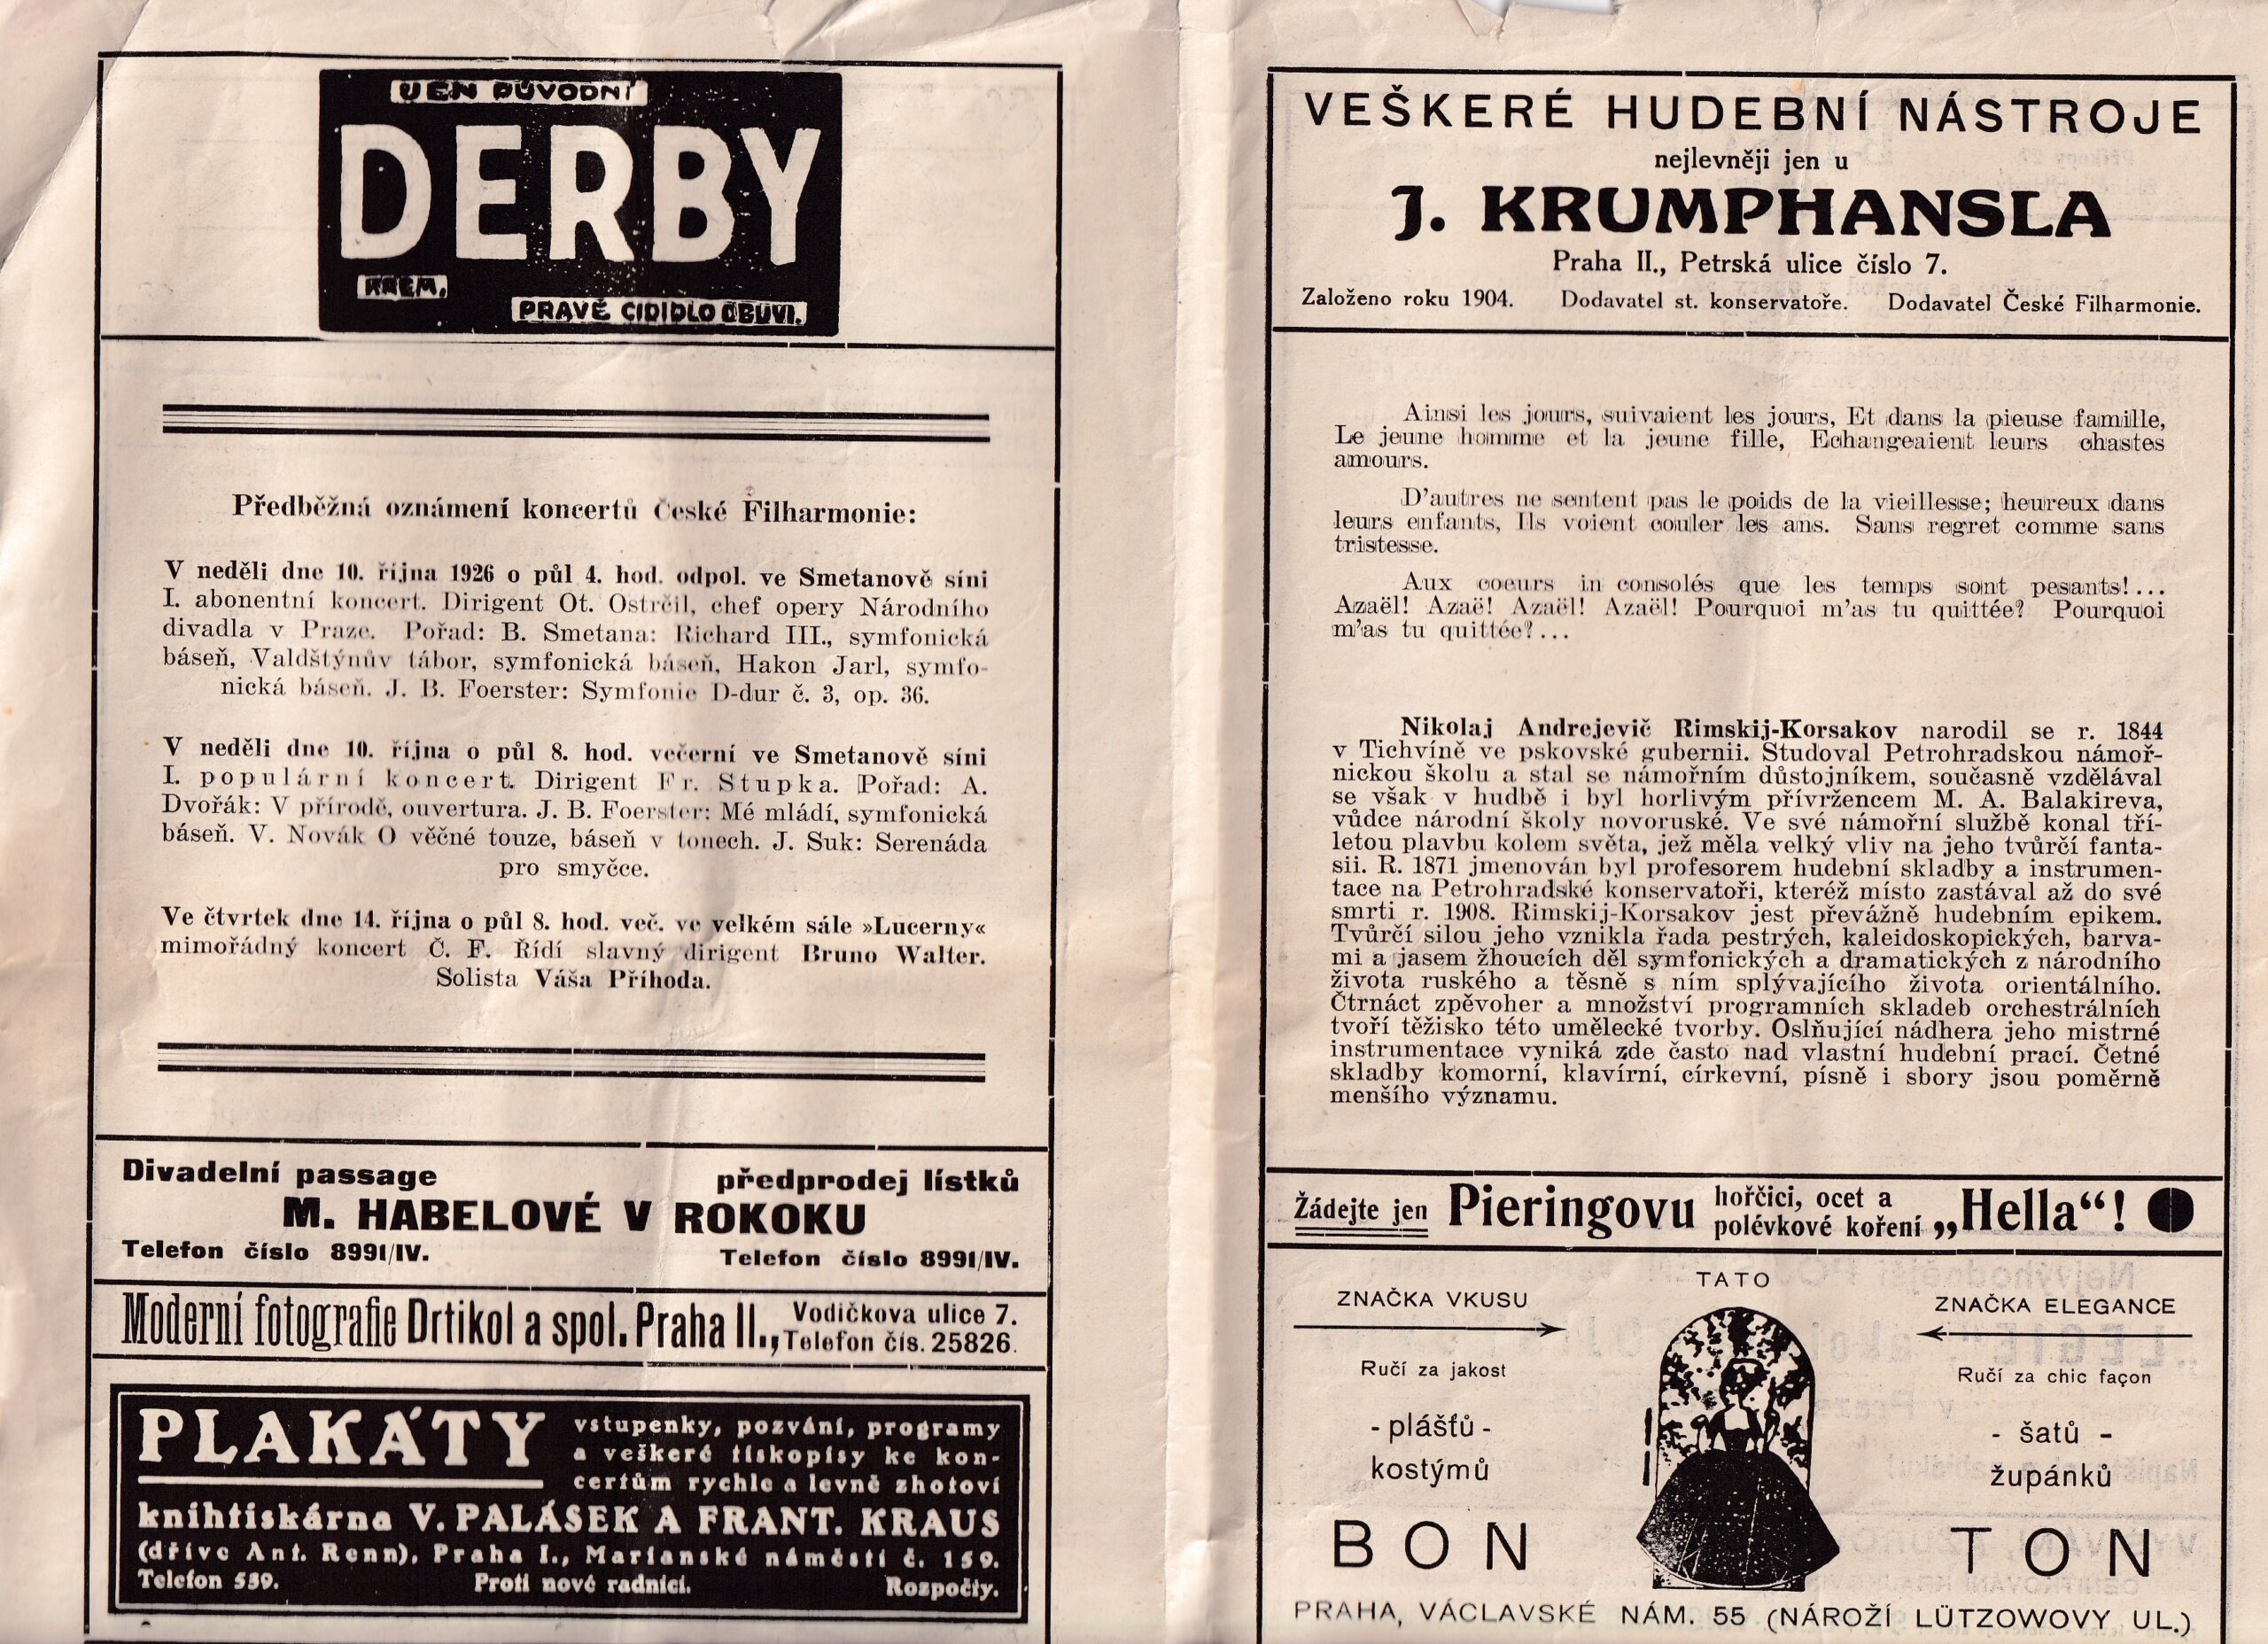 JEN PŮVODNÍ
DERBY
KRÉM,
PRAVÉ CIDIDLO OBUVI.
Předběžná oznámení koncertů České Filharmonie:
V neděli dne 10. října 1926 o půl 4. hod. odpol. ve Smetanově síni
I. abonentní koncert. Dirigent Ot. Ostrčil, chef opery Národního
divadla v Praze. Pořad: B. Smetana: Richard III., symfonická
báseň, Valdštýnův tábor, symfonická báseň, Hakon Jarl, symfo-
nická báseň. J. B. Foerster: Symfonie D-dur č. 3, op. 36.
V neděli dne 10. října o půl 8. hod. večerní ve Smetanově síni
I. populární koncert. Dirigent Fr. Stupka. Pořad: A.
Dvořák: V přírodě, ouvertura. J. B. Foerster: Mé mládí, symfonická
báseň. V. Novák O věčné touze, báseň v tonech. J. Suk: Serenáda
pro smyčce.
Ve čtvrtek dne 14. října o půl 8. hod. več. ve velkém sále »Lucerny«
mimořádný koncert Č. F. Řídí slavný dirigent Bruno Walter.
Solista Váša Příhoda.
Divadelní passage předprodej lístků
M. HABELOVÉ V ROKOKU
Telefon číslo 8991/IV. Telefon číslo 8991/IV.
Moderní fotografie Drtikol a spol. Praha II., Vodičkova ulice 7.
Telefon čís. 25826.
PLAKÁTY vstupenky, pozvání, programy
a veškeré tiskopisy ke kon-
certům rychle a levně zhotoví
knihtiskárna V. PALÁSEK A FRANT. KRAUS
(dříve Ant. Renn), Praha I., Marianské náměstí č. 159.
Telefon 539. Proti nové radnici. Rozpočty.
VEŠKERÉ HUDEBNÍ NÁSTROJE
nejlevněji jen u
J. KRUMPHANSLA
Praha II., Petrská ulice číslo 7.
Založeno roku 1904. Dodavatel st. konservatoře. Dodavatel České Filharmonie.
Ainsi les jours, suivaient les jours, Et dans la pieuse famille,
Le jeune homme et la jeune fille, Echangeaient leurs chastes
amours.
D'autres ne sentent pas le poids de la vieillesse; heureux dans
leurs enfants, Ils voient couler les ans. Sans regret comme sans
tristesse.
Aux coeurs in consolés que les temps sont pesants!...
Azaël! Azaë! Azaël! Azaël! Pourquoi m'as tu quittée? Pourquoi
m'as tu quittée?...
Nikolaj Andrejevič Rimskij-Korsakov narodil se r. 1844
v Tichvíně ve pskovské gubernii. Studoval Petrohradskou námoř-
nickou školu a stal se námořním důstojníkem, současně vzdělával
se však v hudbě i byl horlivým přívržencem M. A. Balakireva,
vůdce národní školy novoruské. Ve své námořní službě konal tří-
letou plavbu kolem světa, jež měla velký vliv na jeho tvůrčí fanta-
sii. R. 1871 jmenován byl profesorem hudební skladby a instrumen-
tace na Petrohradské konservatoři, kteréž místo zastával až do své
smrti r. 1908. Rimskij-Korsakov jest převážně hudebním epikem.
Tvůrčí silou jeho vznikla řada pestrých, kaleidoskopických, barva-
mi a jasem žhoucích děl symfonických a dramatických z národního
života ruského a těsně s ním splývajícího života orientálního.
Čtrnáct zpěvoher a množství programních skladeb orchestrálních
tvoří těžisko této umělecké tvorby. Oslňující nádhera jeho mistrné
instrumentace vyniká zde často nad vlastní hudební prací. Četné
skladby komorní, klavírní, církevní, písně i sbory jsou poměrně
menšího významu.
Žádejte jen Pieringovu hořčici, ocet a
polévkové koření „Hella“!
TATO
ZNAČKA VKUSU ZNAČKA ELEGANCE
Ručí za jakost Ručí za chic façon
- plášťů - - šatů -
kostýmů župánků
BON TON
PRAHA, VÁCLAVSKÉ NÁM. 55 (NÁROŽÍ LÜTZOWOVY UL.)